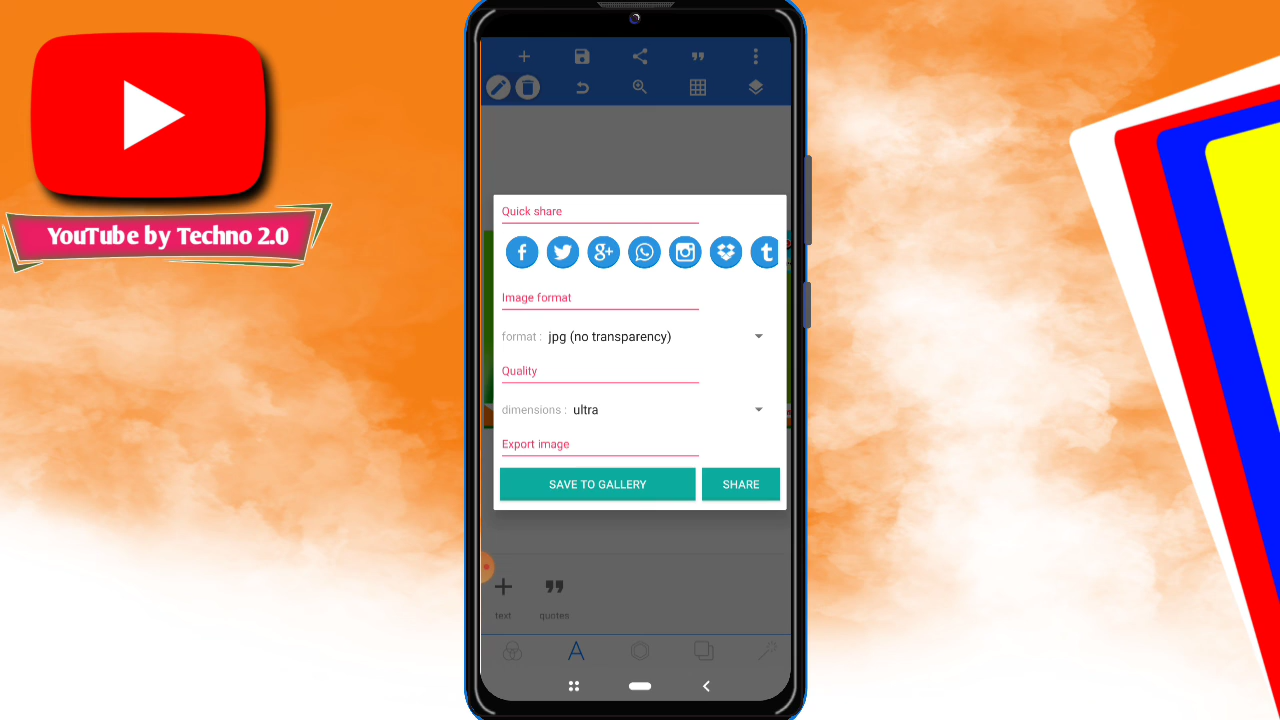 YouTube by Techno 2.0
Quick share
Image format
format : jpg (no transparency)
Quality
dimensions : ultra
Export image
SAVE TO GALLERY
SHARE
text
quotes